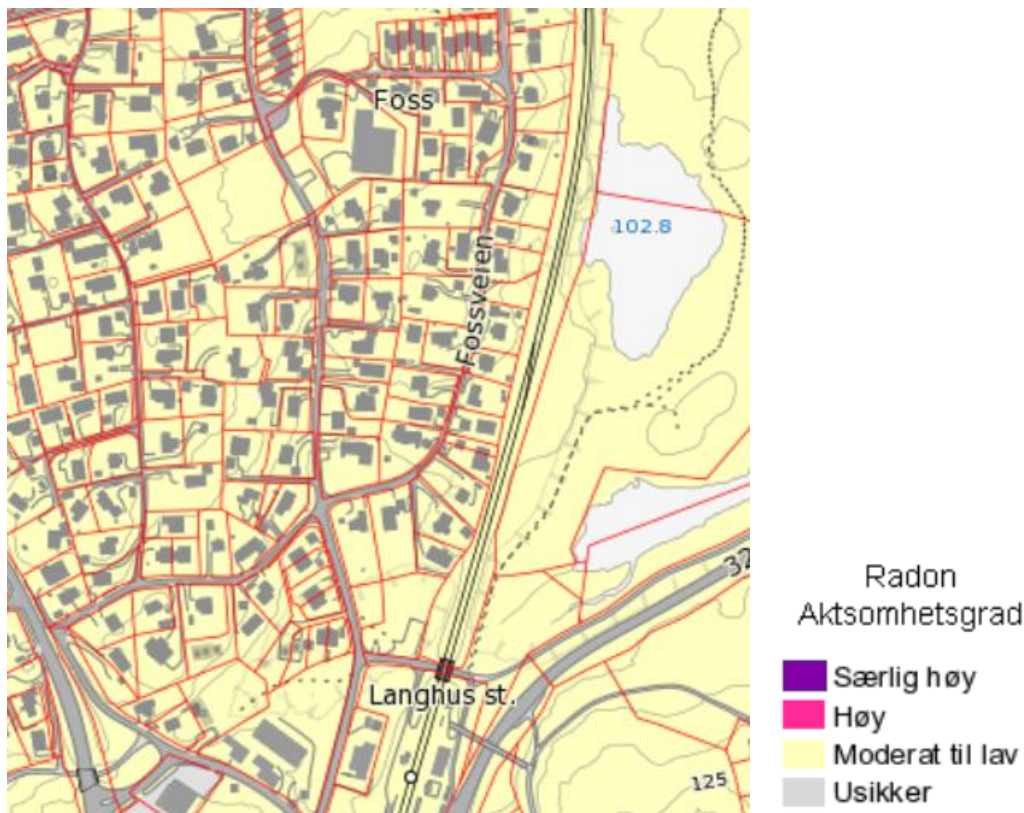 Foss
102.8
Fossveien
32
Langhus st.
125
Radon
Aktsomhetsgrad
Særlig høy
Høy
Moderat til lav
Usikker